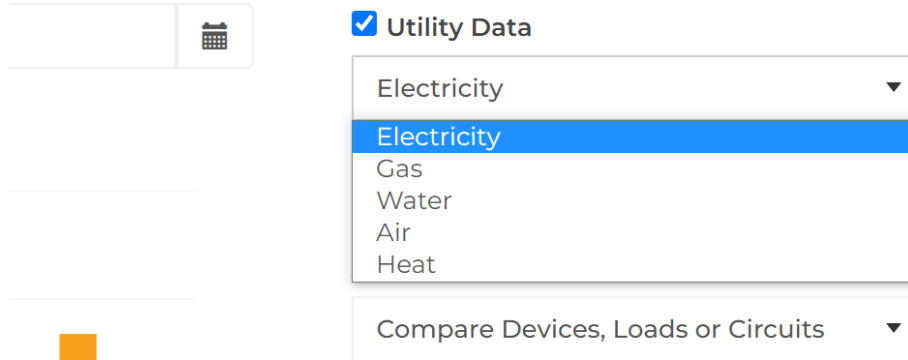 Utility Data
Electricity
Electricity
Gas
Water
Air
Heat
Compare Devices, Loads or Circuits